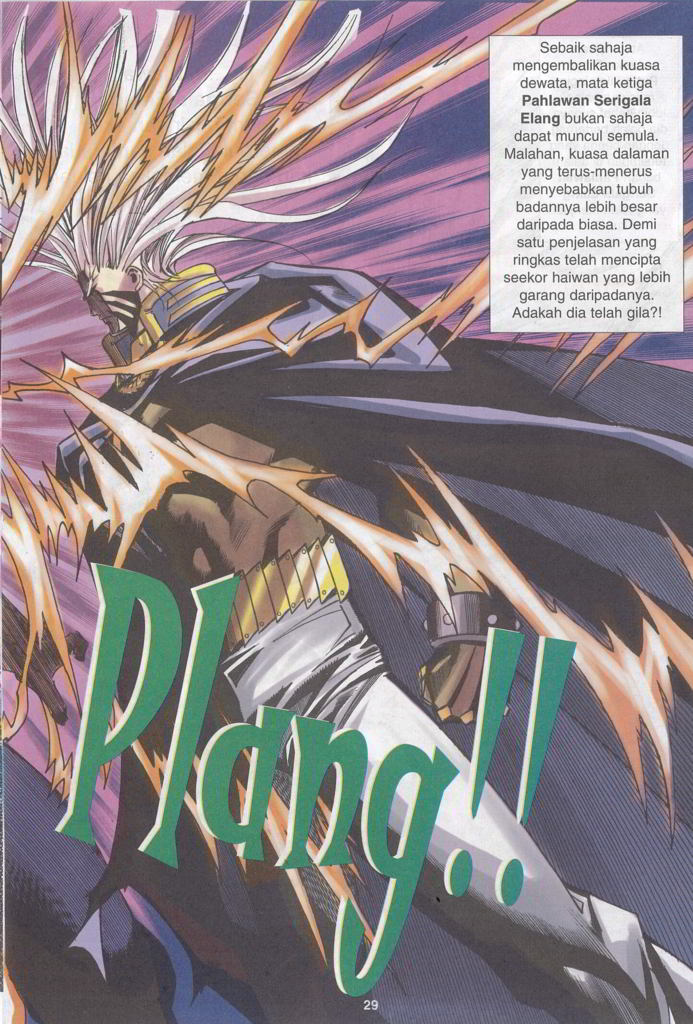 Sebaik sahaja
mengembalikan kuasa
dewata, mata ketiga
Pahlawan Serigala
Elang bukan sahaja
dapat muncul semula.
Malahan, kuasa dalaman
yang terus-menerus
menyebabkan tubuh
badannya lebih besar
daripada biasa. Demi
satu penjelasan yang
ringkas telah mencipta
seekor haiwan yang lebih
garang daripadanya.
Adakah dia telah gila?!
Plang!!
29